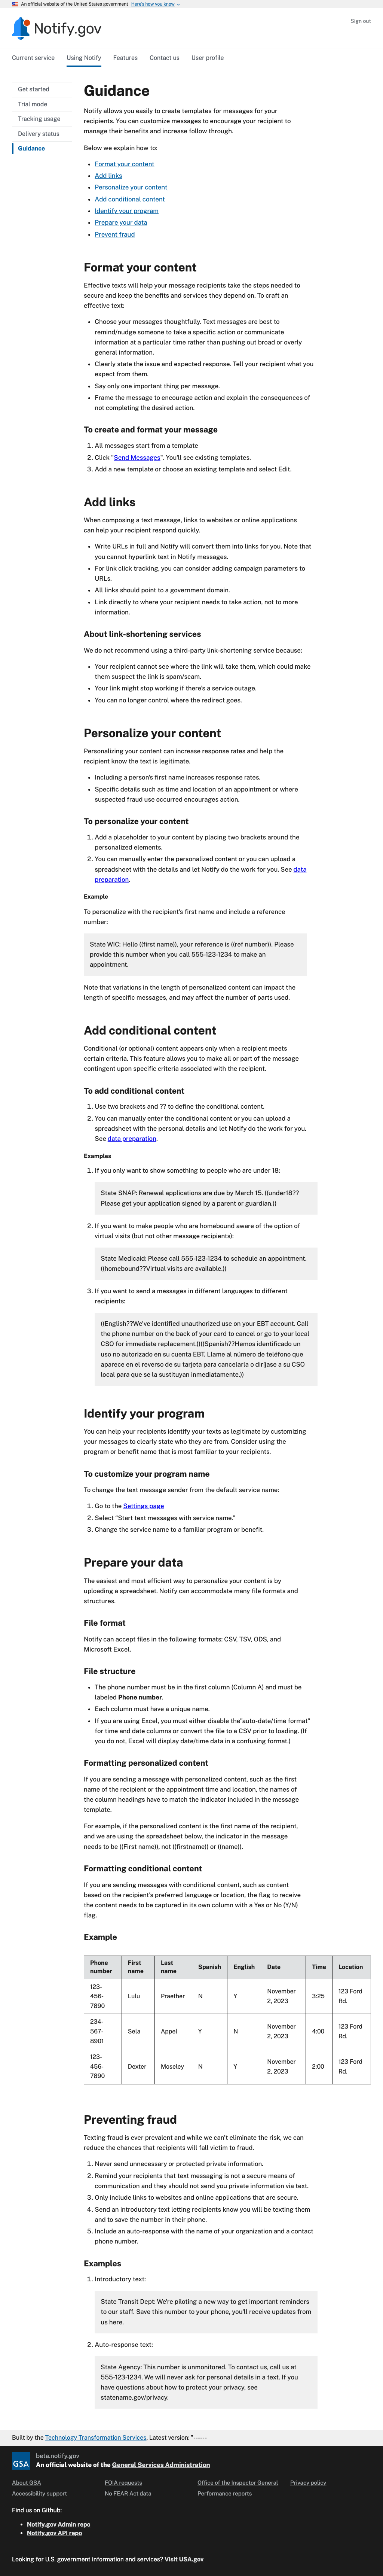 An official website of the United States government Here's how you know
Notify.gov
Sign out
Current service Using Notify Features Contact us User profile
Get started
Trial mode
Tracking usage
Delivery status
Guidance
Guidance
Notify allows you to easily to create templates for messages for your
recipients. You can customize messages to encourage your recipient to
manage their benefits and increase follow through.
Below we explain how to:
Format your content
Add links
Personalize your content
Add conditional content
Identify your program
Prepare your data
Prevent fraud
Format your content
Effective texts will help your message recipients take the steps needed to
secure and keep the benefits and services they depend on. To craft an
effective text:
Choose your messages thoughtfully. Text messages are best to
remind/nudge someone to take a specific action or communicate
information at a particular time rather than pushing out broad or overly
general information.
Clearly state the issue and expected response. Tell your recipient what you
expect from them.
Say only one important thing per message.
Frame the message to encourage action and explain the consequences of
not completing the desired action.
To create and format your message
1. All messages start from a template
2. Click "Send Messages". You'll see existing templates.
3. Add a new template or choose an existing template and select Edit.
Add links
When composing a text message, links to websites or online applications
can help your recipient respond quickly.
Write URLs in full and Notify will convert them into links for you. Note that
you cannot hyperlink text in Notify messages.
For link click tracking, you can consider adding campaign parameters to
URLs.
All links should point to a government domain.
Link directly to where your recipient needs to take action, not to more
information.
About link-shortening services
We do not recommend using a third-party link-shortening service because:
Your recipient cannot see where the link will take them, which could make
them suspect the link is spam/scam.
Your link might stop working if there's a service outage.
You can no longer control where the redirect goes.
Personalize your content
Personalizing your content can increase response rates and help the
recipient know the text is legitimate.
Including a person's first name increases response rates.
Specific details such as time and location of an appointment or where
suspected fraud use occurred encourages action.
To personalize your content
1. Add a placeholder to your content by placing two brackets around the
personalized elements.
2. You can manually enter the personalized content or you can upload a
spreadsheet with the details and let Notify do the work for you. See data
preparation.
Example
To personalize with the recipient's first name and include a reference
number:
State WIC: Hello ((first name)), your reference is ((ref number)). Please
provide this number when you call 555-123-1234 to make an
appointment.
Note that variations in the length of personalized content can impact the
length of specific messages, and may affect the number of parts used.
Add conditional content
Conditional (or optional) content appears only when a recipient meets
certain criteria. This feature allows you to make all or part of the message
contingent upon specific criteria associated with the recipient.
To add conditional content
1. Use two brackets and ?? to define the conditional content.
2. You can manually enter the conditional content or you can upload a
spreadsheet with the personal details and let Notify do the work for you.
See data preparation.
Examples
1. If you only want to show something to people who are under 18:
State SNAP: Renewal applications are due by March 15. ((under18??
Please get your application signed by a parent or guardian.))
2. If you want to make people who are homebound aware of the option of
virtual visits (but not other message recipients):
State Medicaid: Please call 555-123-1234 to schedule an appointment.
((homebound??Virtual visits are available.))
3. If you want to send a messages in different languages to different
recipients:
((English??We've identified unauthorized use on your EBT account. Call
the phone number on the back of your card to cancel or go to your local
CSO for immediate replacement.))((Spanish??Hemos identificado un
uso no autorizado en su cuenta EBT. Llame al número de teléfono que
aparece en el reverso de su tarjeta para cancelarla o diríjase a su CSO
local para que se la sustituyan inmediatamente.))
Identify your program
You can help your recipients identify your texts as legitimate by customizing
your messages to clearly state who they are from. Consider using the
program or benefit name that is most familiar to your recipients.
To customize your program name
To change the text message sender from the default service name:
1. Go to the Settings page
2. Select “Start text messages with service name.”
3. Change the service name to a familiar program or benefit.
Prepare your data
The easiest and most efficient way to personalize your content is by
uploading a spreadsheet. Notify can accommodate many file formats and
structures.
File format
Notify can accept files in the following formats: CSV, TSV, ODS, and
Microsoft Excel.
File structure
The phone number must be in the first column (Column A) and must be
labeled Phone number.
Each column must have a unique name.
If you are using Excel, you must either disable the"auto-date/time format"
for time and date columns or convert the file to a CSV prior to loading. (If
you do not, Excel will display date/time data in a confusing format.)
Formatting personalized content
If you are sending a message with personalized content, such as the first
name of the recipient or the appointment time and location, the names of
the column headings have to match the indicator included in the message
template.
For example, if the personalized content is the first name of the recipient,
and we are using the spreadsheet below, the indicator in the message
needs to be ((First name)), not ((firstname)) or ((name)).
Formatting conditional content
If you are sending messages with conditional content, such as content
based on the recipient's preferred language or location, the flag to receive
the content needs to be captured in its own column with a Yes or No (Y/N)
flag.
Example
Phone number First name Last name Spanish English Date Time Location
123-456-7890 Lulu Praether N Y November 2, 2023 3:25 123 Ford Rd.
234-567-8901 Sela Appel Y N November 2, 2023 4:00 123 Ford Rd.
123-456-7890 Dexter Moseley N Y November 2, 2023 2:00 123 Ford Rd.
Preventing fraud
Texting fraud is ever prevalent and while we can't eliminate the risk, we can
reduce the chances that recipients will fall victim to fraud.
1. Never send unnecessary or protected private information.
2. Remind your recipients that text messaging is not a secure means of
communication and they should not send you private information via text.
3. Only include links to websites and online applications that are secure.
4. Send an introductory text letting recipients know you will be texting them
and to save the number in their phone.
5. Include an auto-response with the name of your organization and a contact
phone number.
Examples
1. Introductory text:
State Transit Dept: We're piloting a new way to get important reminders
to our staff. Save this number to your phone, you'll receive updates from
us here.
2. Auto-response text:
State Agency: This number is unmonitored. To contact us, call us at
555-123-1234. We will never ask for personal details in a text. If you
have questions about how to protect your privacy, see
statename.gov/privacy.
Built by the Technology Transformation Services. Latest version: "------
GSA
beta.notify.gov
An official website of the General Services Administration
About GSA FOIA requests Office of the Inspector General Privacy policy
Accessibility support No FEAR Act data Performance reports
Find us on Github:
Notify.gov Admin repo
Notify.gov API repo
Looking for U.S. government information and services? Visit USA.gov